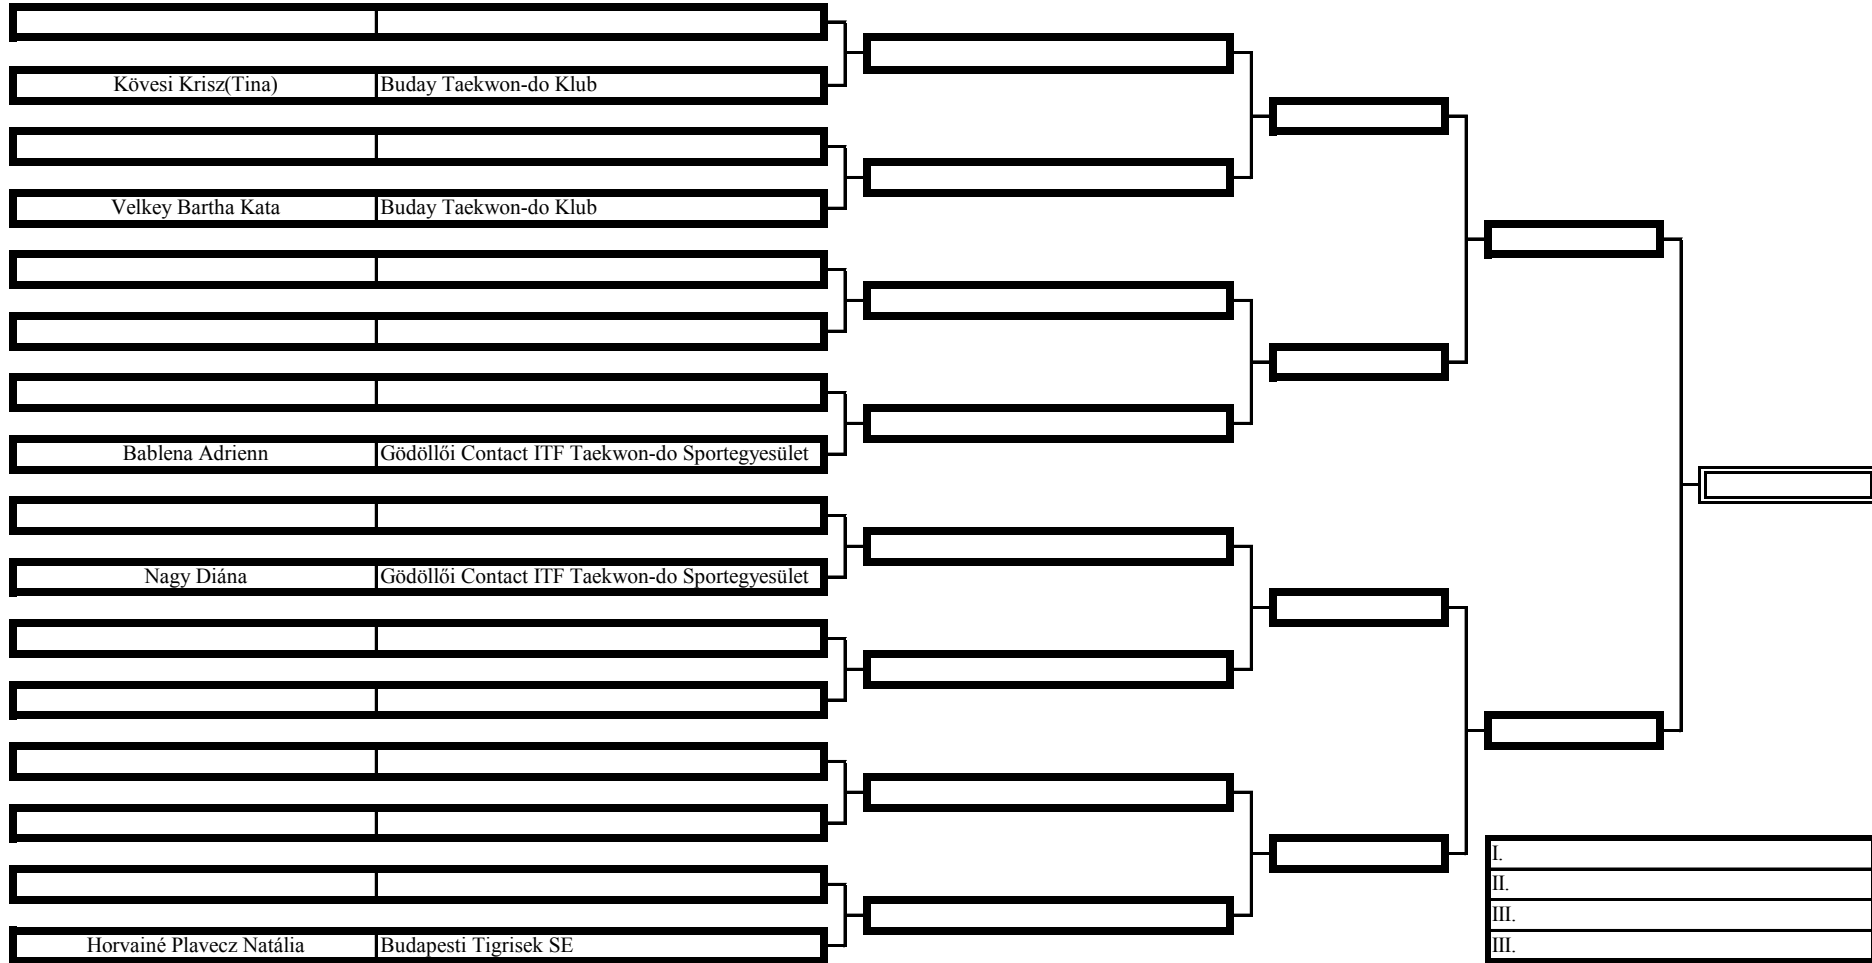 Kövesi Krisz(Tina) Buday Taekwon-do Klub
Velkey Bartha Kata Buday Taekwon-do Klub
Bablena Adrienn Gödöllői Contact ITF Taekwon-do Sportegyesület
Nagy Diána Gödöllői Contact ITF Taekwon-do Sportegyesület
Horvainé Plavecz Natália Budapesti Tigrisek SE
I.
II.
III.
III.